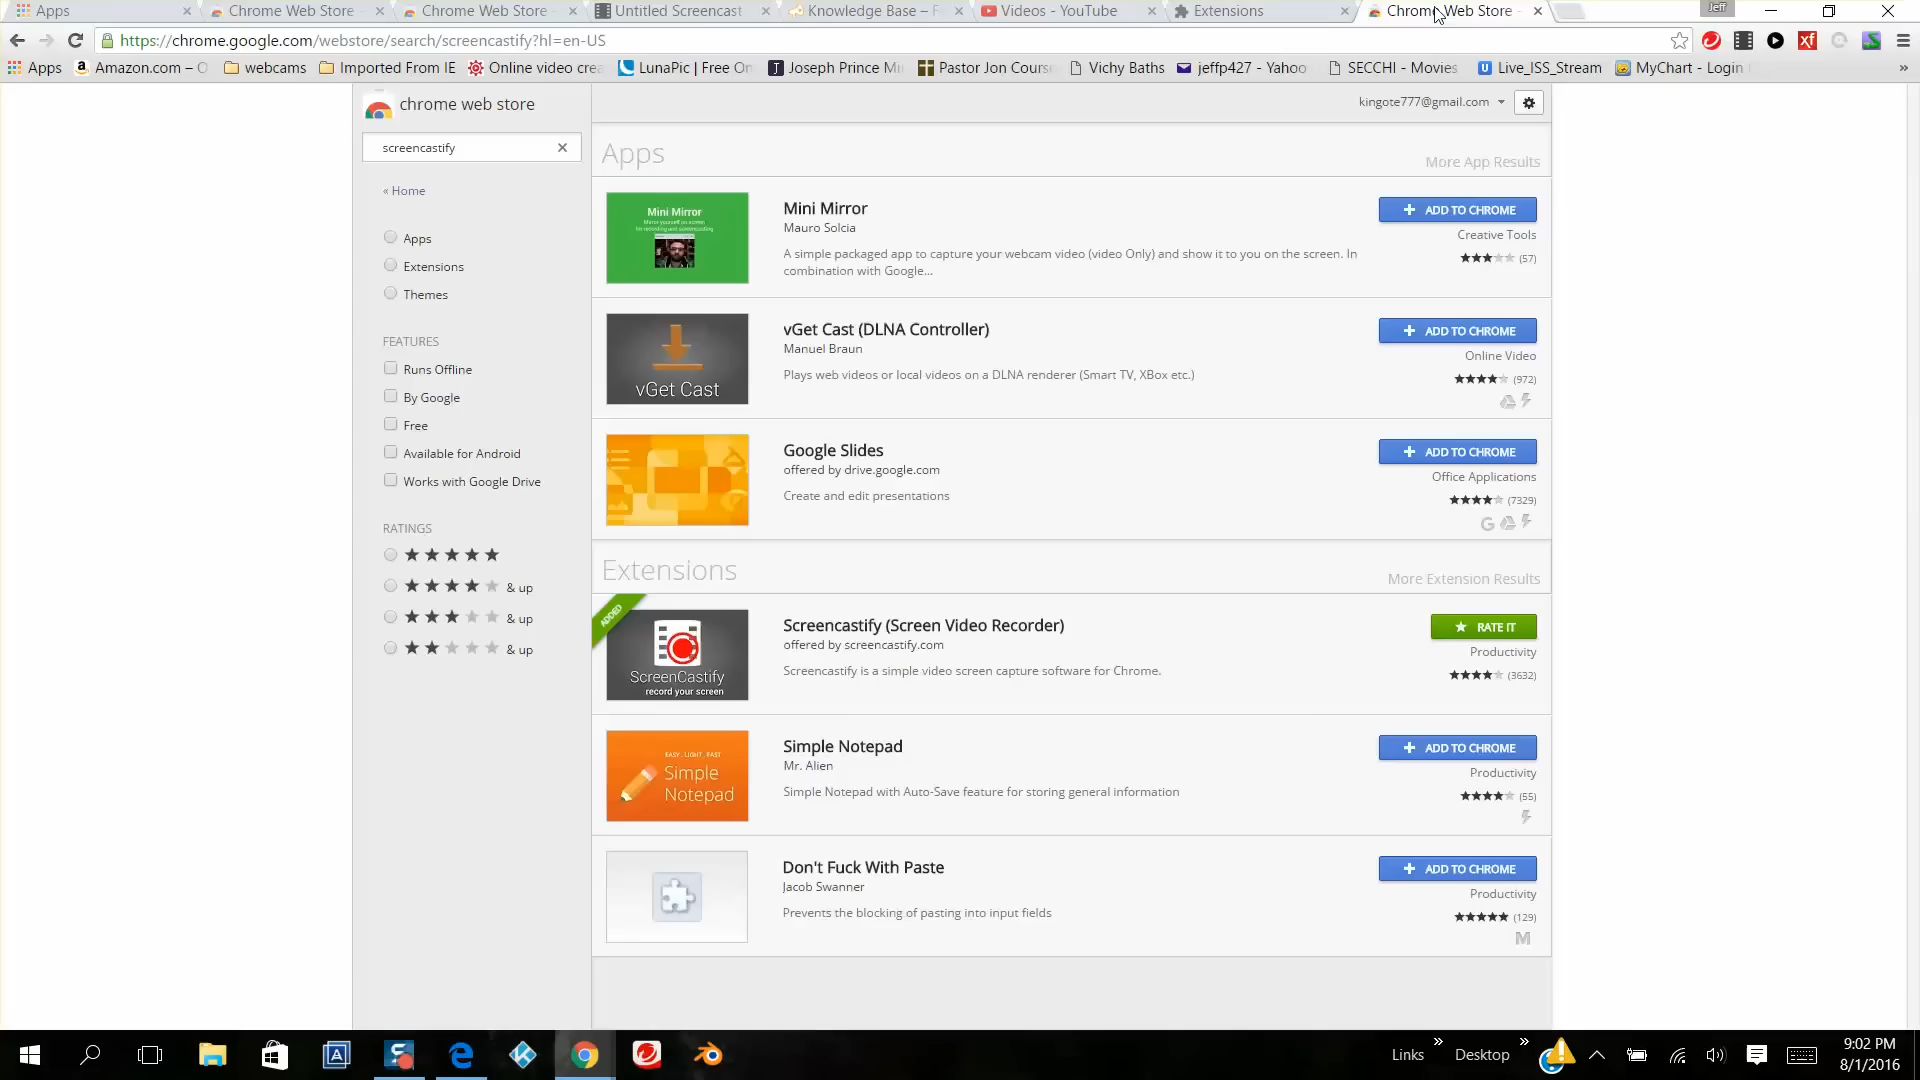 Apps
Chrome Web Store
Chrome Web Store
Untitled Screencast
Knowledge Base – F
Videos - YouTube
Extensions
Chrome Web Store
Jeff
https://chrome.google.com/webstore/search/screencastify?hl=en-US
Apps
Amazon.com –
webcams
Imported From IE
Online video crea
LunaPic | Free On
Joseph Prince Mi
Pastor Jon Cours
Vichy Baths
jeffp427 - Yahoo
SECCHI - Movies
Live_ISS_Stream
MyChart - Login
»
chrome web store
kingote777@gmail.com
screencastify
« Home
Apps
Extensions
Themes
FEATURES
Runs Offline
By Google
Free
Available for Android
Works with Google Drive
RATINGS
& up
& up
& up
Apps
More App Results
Mini Mirror
Mirror yourself on screen
for recording and screencasting
Mini Mirror
Mauro Solcia
A simple packaged app to capture your webcam video (video Only) and show it to you on the screen. In
combination with Google...
ADD TO CHROME
Creative Tools
(57)
vGet Cast
vGet Cast (DLNA Controller)
Manuel Braun
Plays web videos or local videos on a DLNA renderer (Smart TV, XBox etc.)
ADD TO CHROME
Online Video
(972)
Google Slides
offered by drive.google.com
Create and edit presentations
ADD TO CHROME
Office Applications
(7329)
G
Extensions
More Extension Results
ADDED
ScreenCastify
record your screen
Screencastify (Screen Video Recorder)
offered by screencastify.com
Screencastify is a simple video screen capture software for Chrome.
RATE IT
Productivity
(3632)
EASY . LIGHT . FAST
Simple
Notepad
Simple Notepad
Mr. Alien
Simple Notepad with Auto-Save feature for storing general information
ADD TO CHROME
Productivity
(55)
Don't Fuck With Paste
Jacob Swanner
Prevents the blocking of pasting into input fields
ADD TO CHROME
Productivity
(129)
M
Links
»
Desktop
»
9:02 PM
8/1/2016